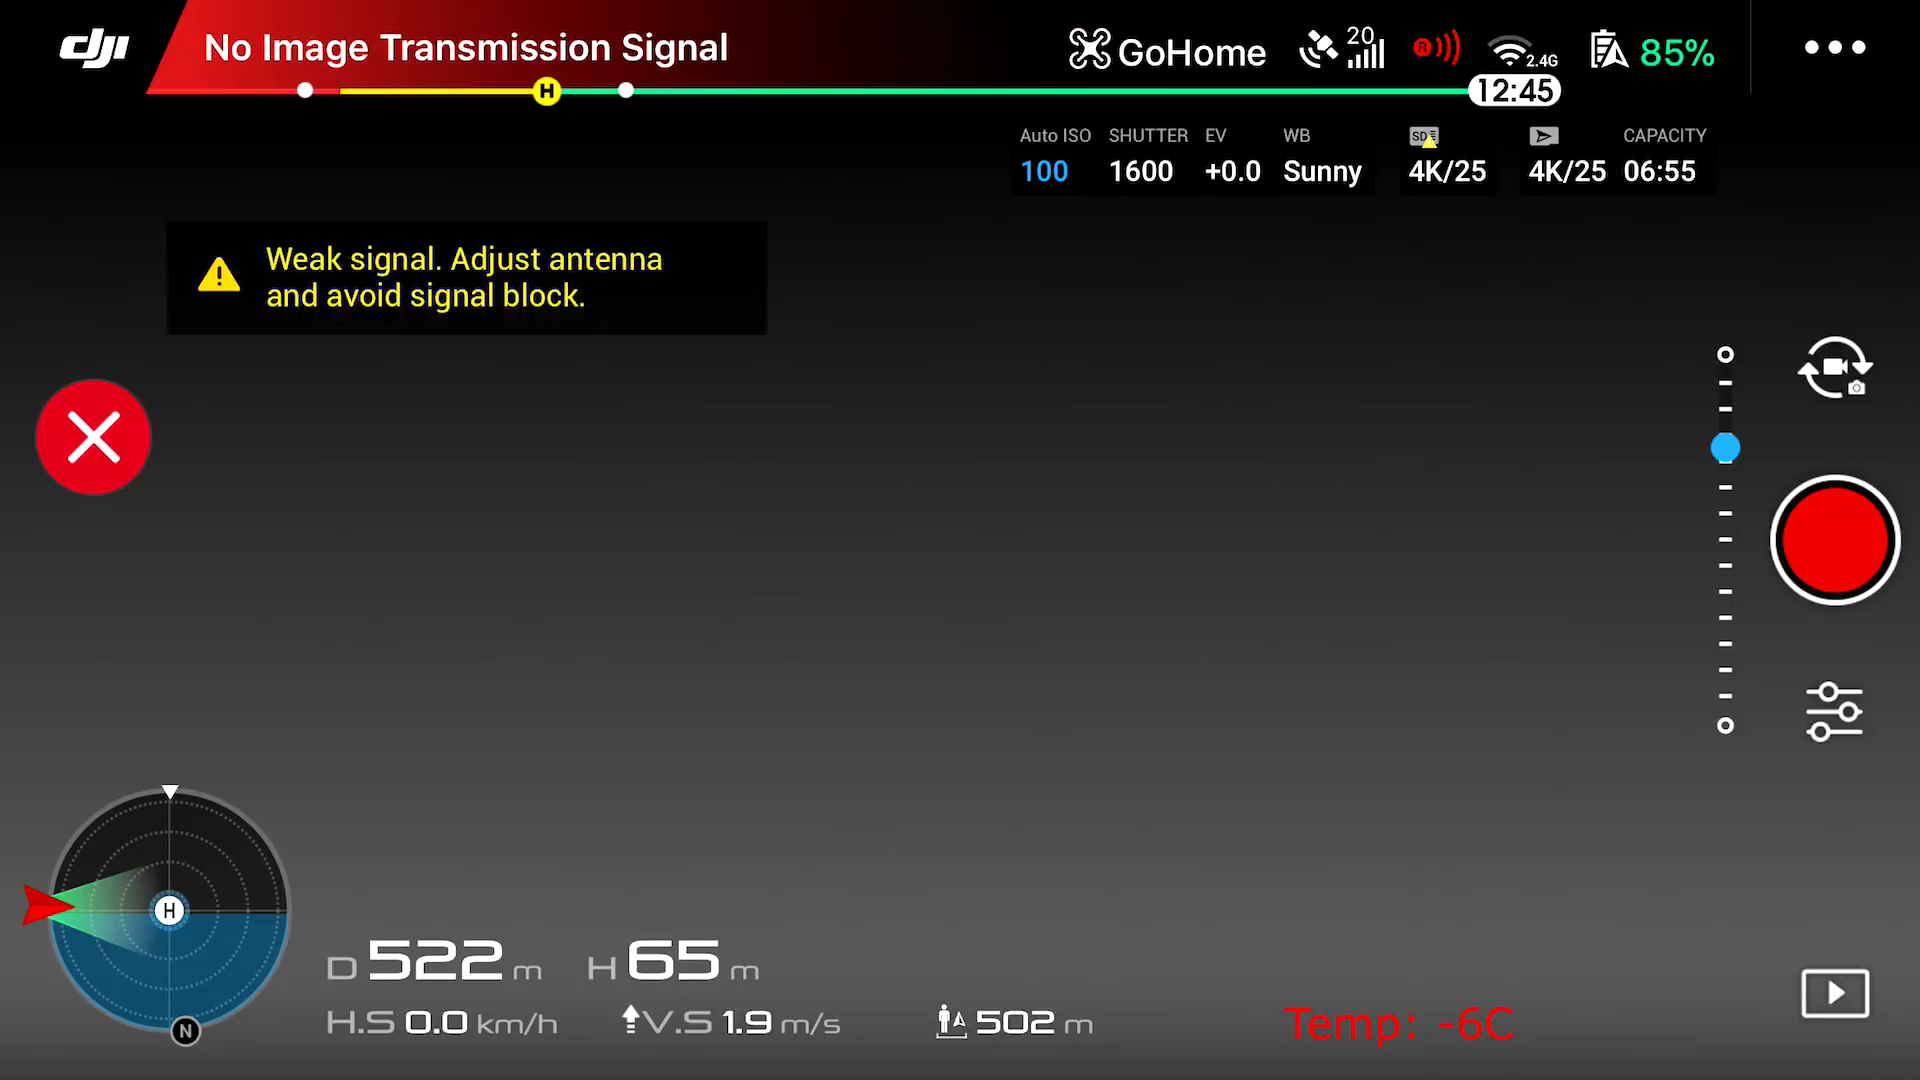 dji
No Image Transmission Signal
GoHome
20
R
2.4G
85%
H
12:45
Auto ISO SHUTTER EV WB SD CAPACITY
100 1600 +0.0 Sunny 4K/25 4K/25 06:55
Weak signal. Adjust antenna
and avoid signal block.
H
N
D 522 m H 65 m
H.S 0.0 km/h V.S 1.9 m/s 502 m
Temp: -6C